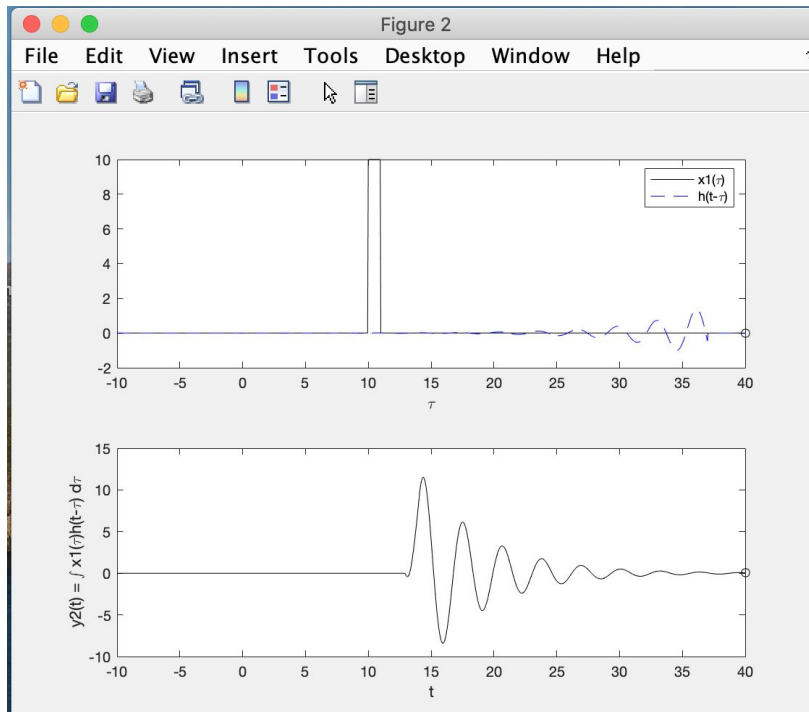 Figure 2
File Edit View Insert Tools Desktop Window Help
10
8
6
4
2
0
-2
x1(τ)
h(t-τ)
-10 -5 0 5 10 15 20 25 30 35 40
τ
15
10
5
0
-5
-10
y2(t) = ∫ x1(τ)h(t-τ) dτ
-10 -5 0 5 10 15 20 25 30 35 40
t